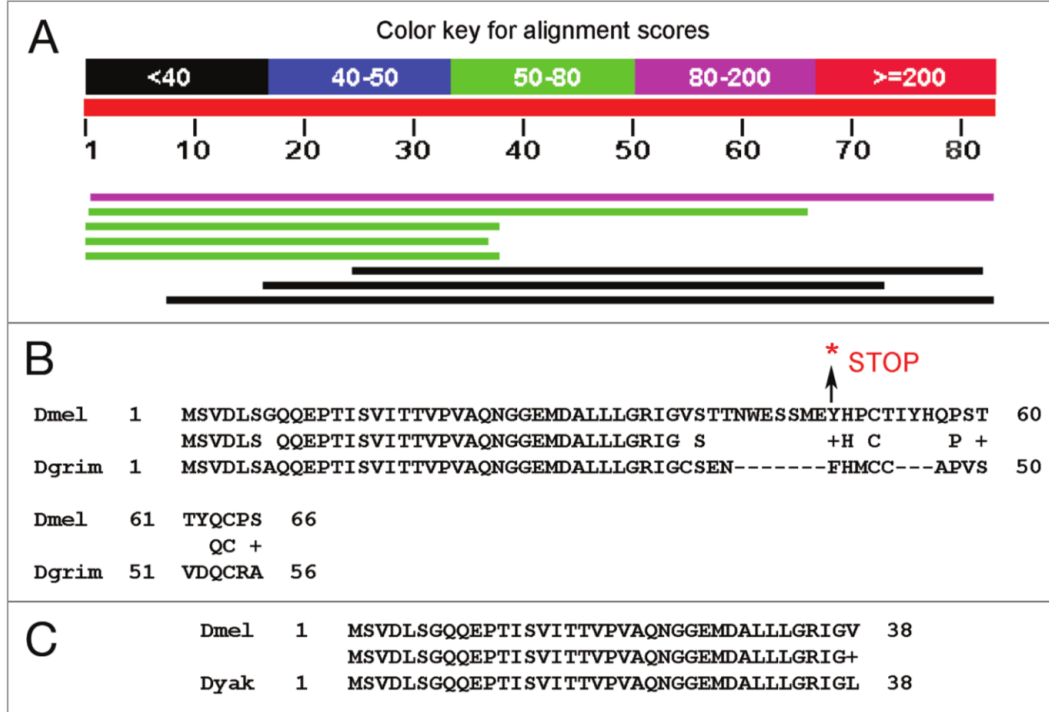 A
Color key for alignment scores
<40 40-50 50-80 80-200 >=200
1 10 20 30 40 50 60 70 80
B
* STOP
Dmel 1 MSVDLSGQQEPTISVITTVPVAQNGGEMDALLLGRIGVSTTNWESSMEYHPCTIYHQPST 60
MSVDLS QQEPTISVITTVPVAQNGGEMDALLLGRIG S +H C P +
Dgrim 1 MSVDLSAQQEPTISVITTVPVAQNGGEMDALLLGRIGCSEN-------FHMCC---APVS 50
Dmel 61 TYQCPS 66
QC +
Dgrim 51 VDQCRA 56
C
Dmel 1 MSVDLSGQQEPTISVITTVPVAQNGGEMDALLLGRIGV 38
MSVDLSGQQEPTISVITTVPVAQNGGEMDALLLGRIG+
Dyak 1 MSVDLSGQQEPTISVITTVPVAQNGGEMDALLLGRIGL 38